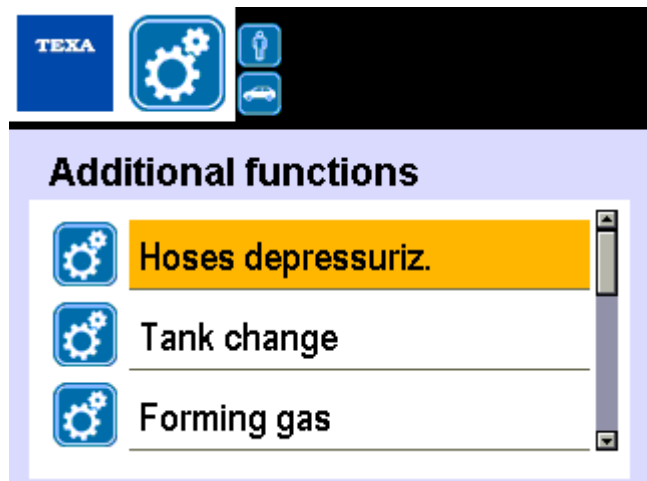 TEXA
Additional functions
Hoses depressuriz.
Tank change
Forming gas